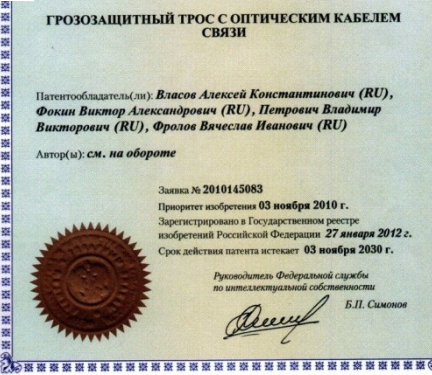 ГРОЗОЗАЩИТНЫЙ ТРОС С ОПТИЧЕСКИМ КАБЕЛЕМ
СВЯЗИ
Патентообладатель(ли): Власов Алексей Константинович (RU),
Фокин Виктор Александрович (RU), Петрович Владимир
Викторович (RU), Фролов Вячеслав Иванович (RU)
Автор(ы): см. на обороте
Заявка № 2010145083
Приоритет изобретения 03 ноября 2010 г.
Зарегистрировано в Государственном реестре
изобретений Российской Федерации 27 января 2012 г.
Срок действия патента истекает 03 ноября 2030 г.
Руководитель Федеральной службы
по интеллектуальной собственности
Б.П. Симонов